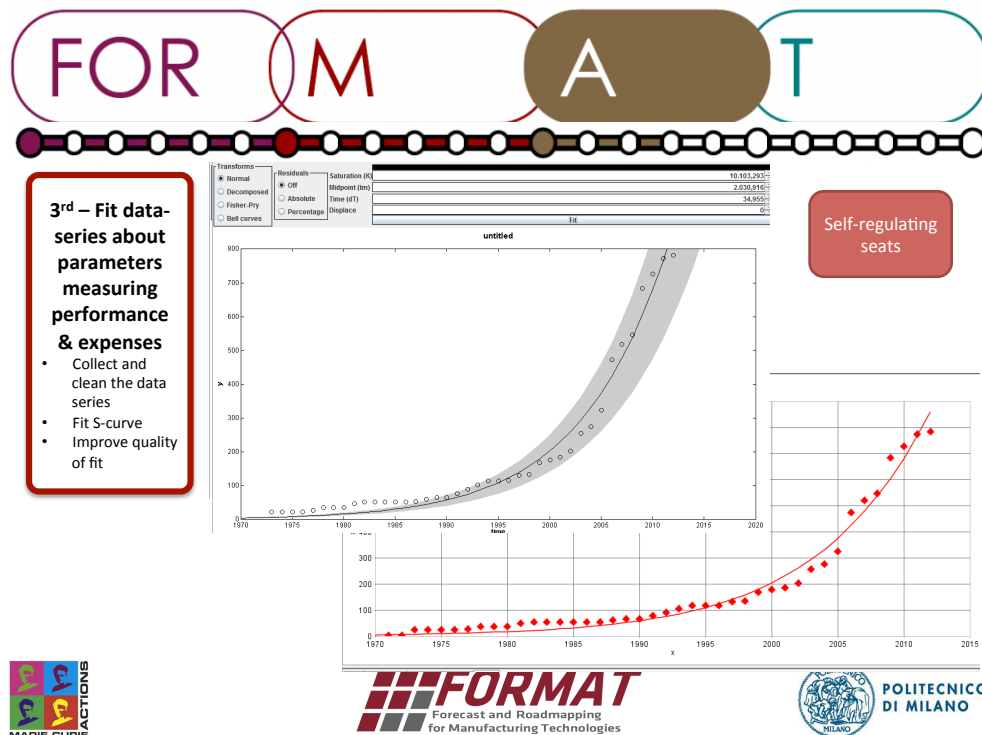 FOR M A T
3rd – Fit data-
series about
parameters
measuring
performance
& expenses
• Collect and
clean the data
series
• Fit S-curve
• Improve quality
of fit
Transforms
Normal
Decomposed
Fisher-Pry
Bell curves
Residuals
Off
Absolute
Percentage
Saturation (K) 10.103,293
Midpoint (tm) 2.030,916
Time (dT) 34,955
Displace 0
Fit
untitled
800
700
600
500
400
300
200
100
0
y
1970 1975 1980 1985 1990 1995 2000 2005 2010 2015 2020
time
Self-regulating
seats
400
300
200
100
0
1970 1975 1980 1985 1990 1995 2000 2005 2010 2015
x
MARIE CURIE
ACTIONS
FORMAT
Forecast and Roadmapping
for Manufacturing Technologies
MILANO
POLITECNICO
DI MILANO